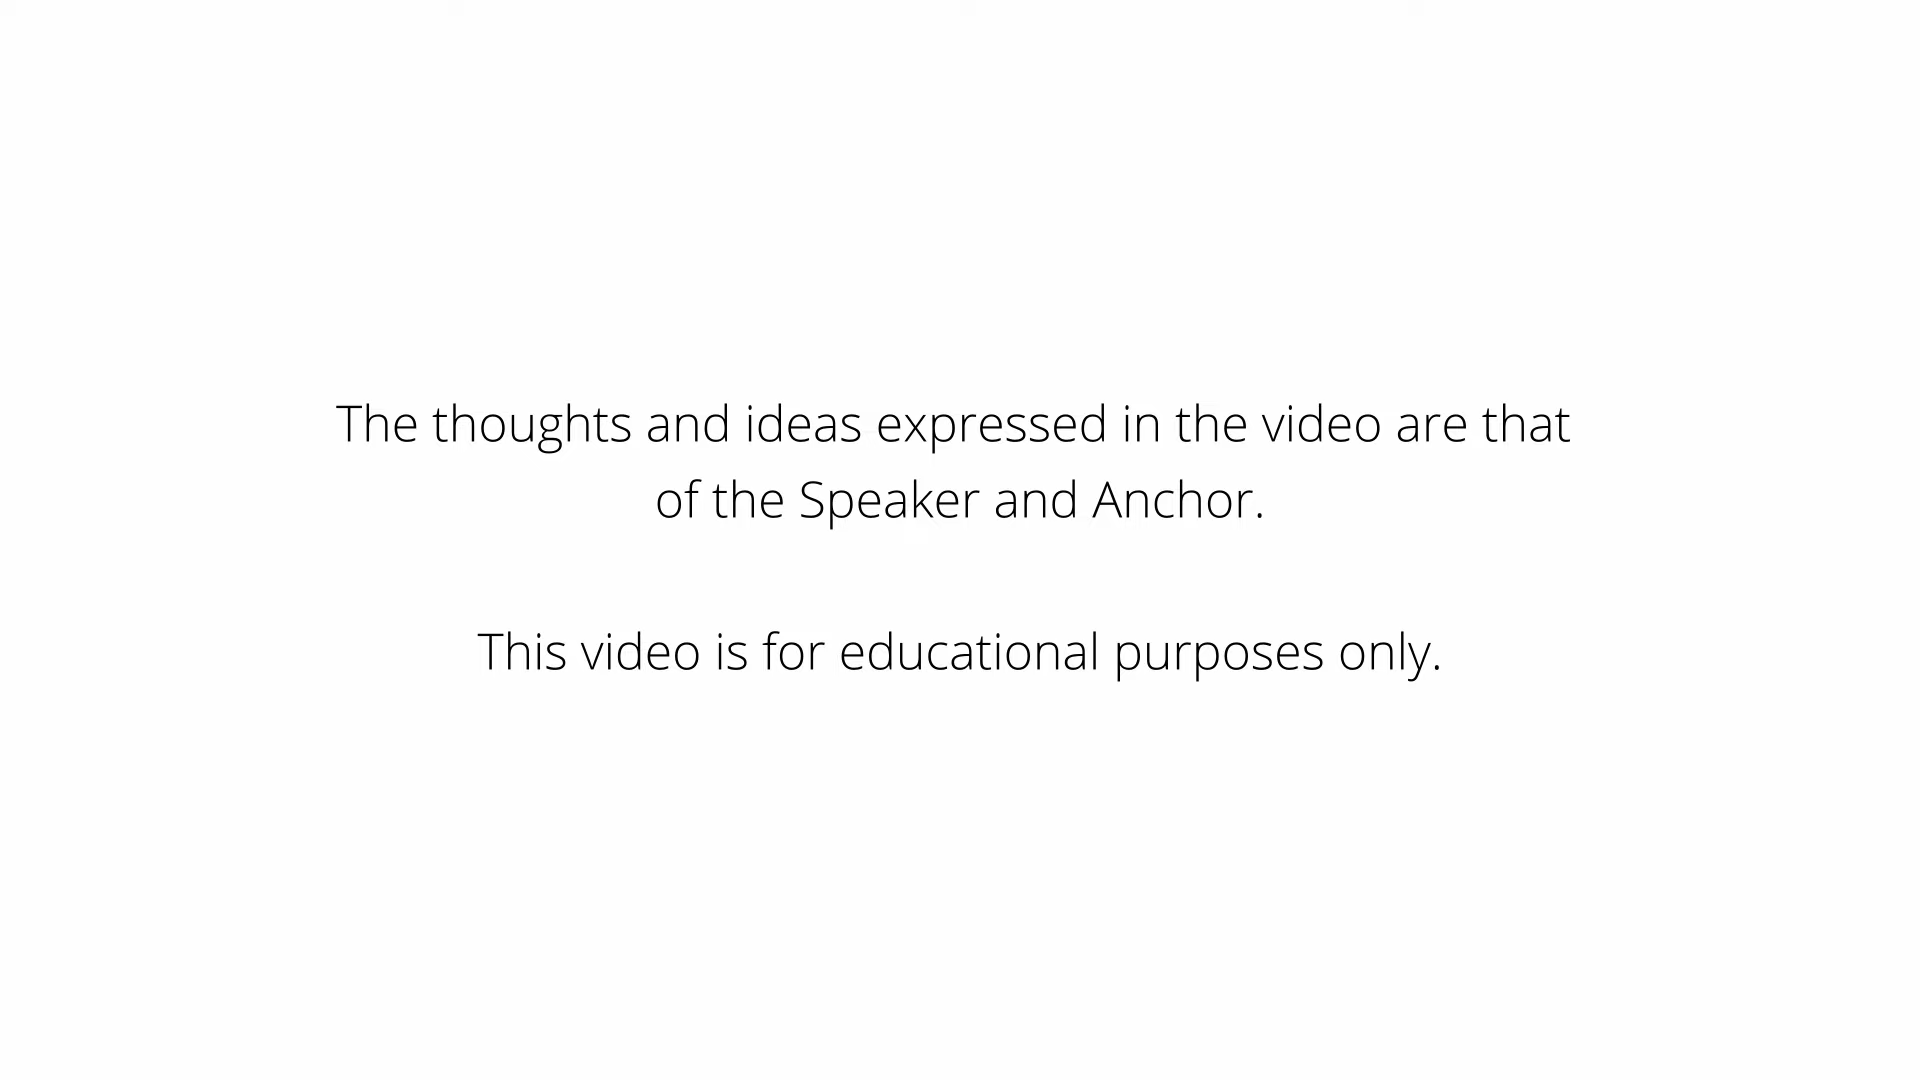 The thoughts and ideas expressed in the video are that
of the Speaker and Anchor.
This video is for educational purposes only.